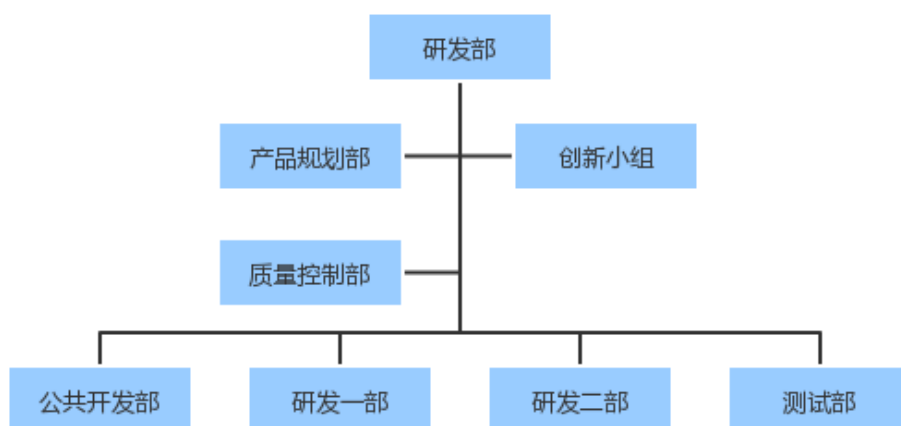 研发部
产品规划部
创新小组
质量控制部
公共开发部
研发一部
研发二部
测试部